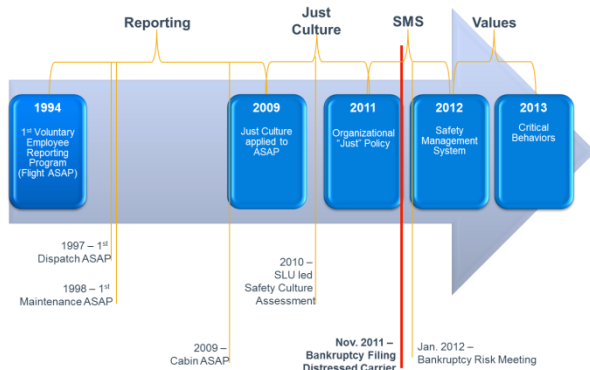 Reporting
Just
Culture
SMS
Values
1994
1st Voluntary
Employee
Reporting
Program
(Flight ASAP)
2009
Just Culture
applied to
ASAP
2011
Organizational
“Just” Policy
2012
Safety
Management
System
2013
Critical
Behaviors
1997 – 1st
Dispatch ASAP
1998 – 1st
Maintenance ASAP
2009 –
Cabin ASAP
2010 –
SLU led
Safety Culture
Assessment
Nov. 2011 –
Bankruptcy Filing
Distressed Carrier
Jan. 2012 –
Bankruptcy Risk Meeting